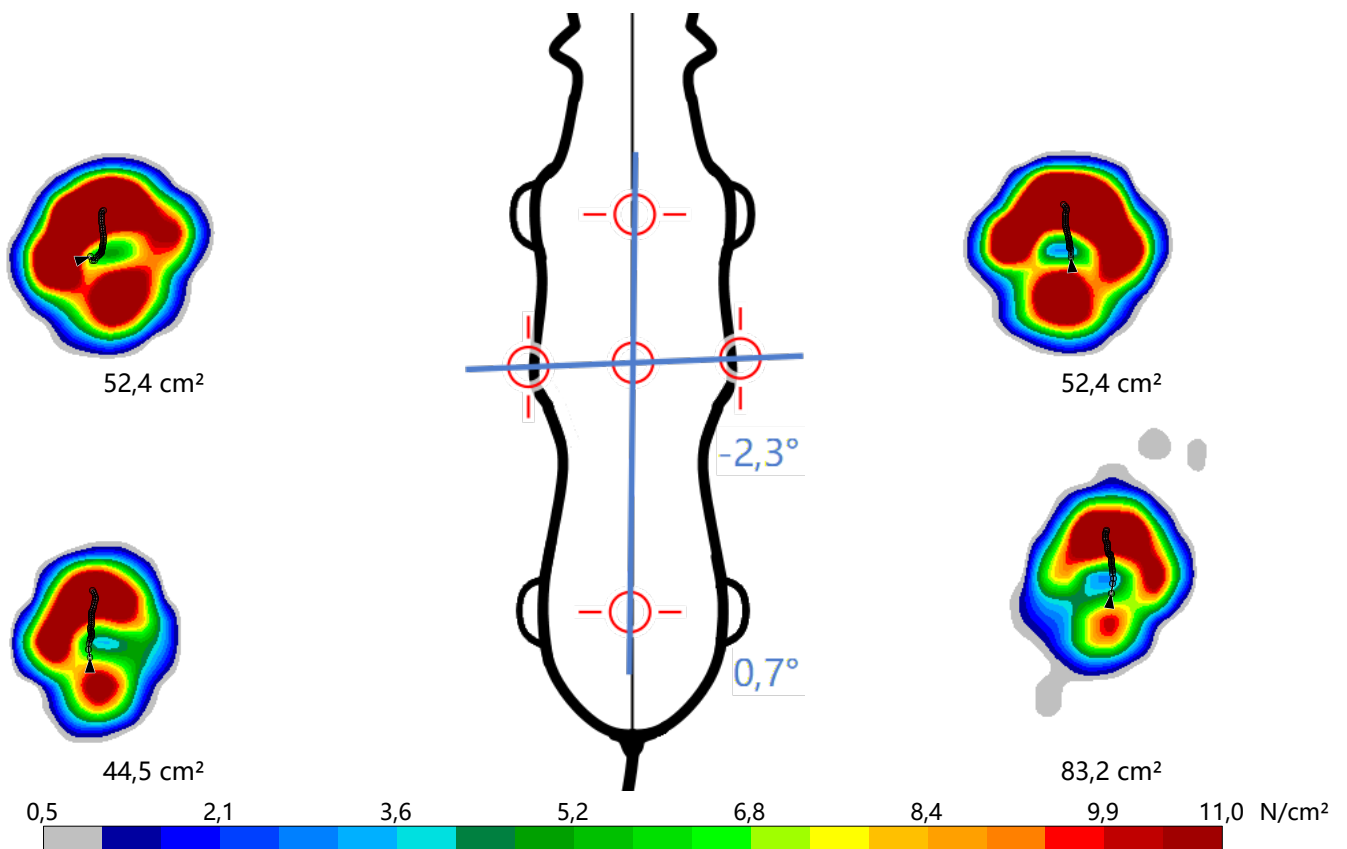 52,4 cm²
52,4 cm²
-2,3°
0,7°
44,5 cm²
83,2 cm²
0,5 2,1 3,6 5,2 6,8 8,4 9,9 11,0 N/cm²